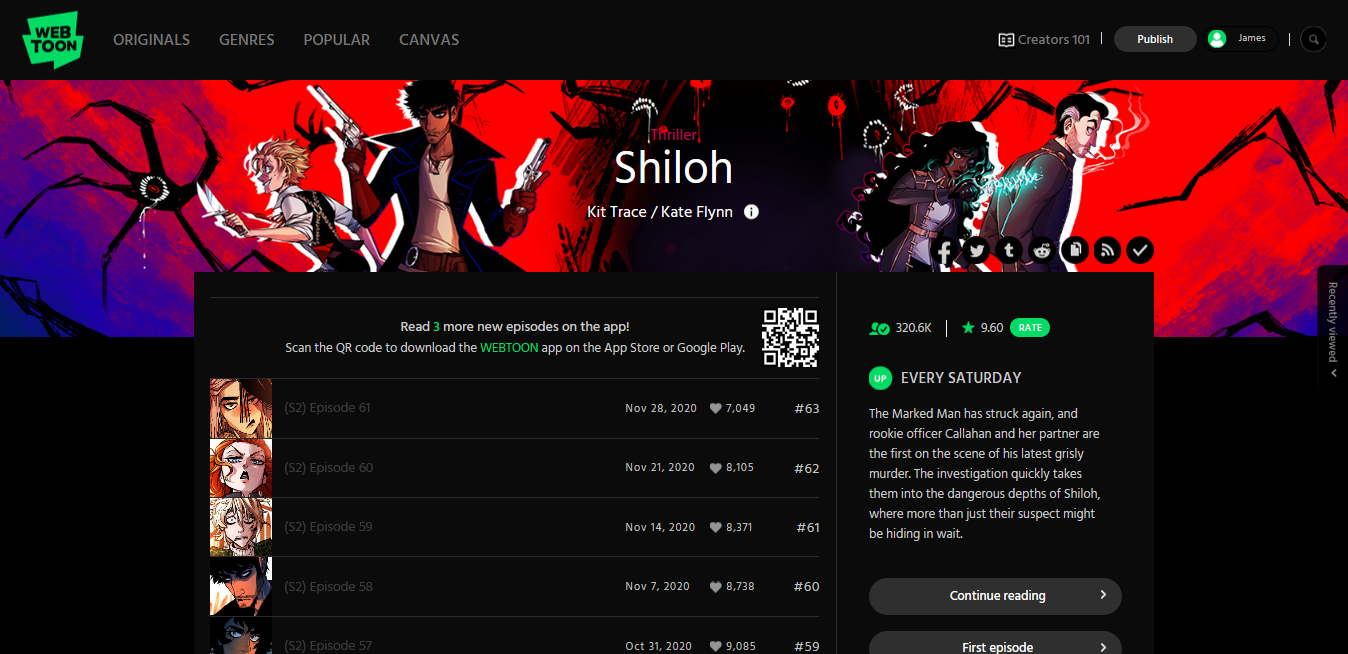 WEB
TOON
ORIGINALS
GENRES
POPULAR
CANVAS
Creators 101
Publish
James
Thriller
Shiloh
Kit Trace / Kate Flynn
Recently viewed
Read 3 more new episodes on the app!
Scan the QR code to download the WEBTOON app on the App Store or Google Play.
(S2) Episode 61 Nov 28, 2020 7,049 #63
(S2) Episode 60 Nov 21, 2020 8,105 #62
(S2) Episode 59 Nov 14, 2020 8,371 #61
(S2) Episode 58 Nov 7, 2020 8,738 #60
(S2) Episode 57 Oct 31, 2020 9,085 #59
320.6K
9.60 RATE
UP EVERY SATURDAY
The Marked Man has struck again, and
rookie officer Callahan and her partner are
the first on the scene of his latest grisly
murder. The investigation quickly takes
them into the dangerous depths of Shiloh,
where more than just their suspect might
be hiding in wait.
Continue reading
First episode